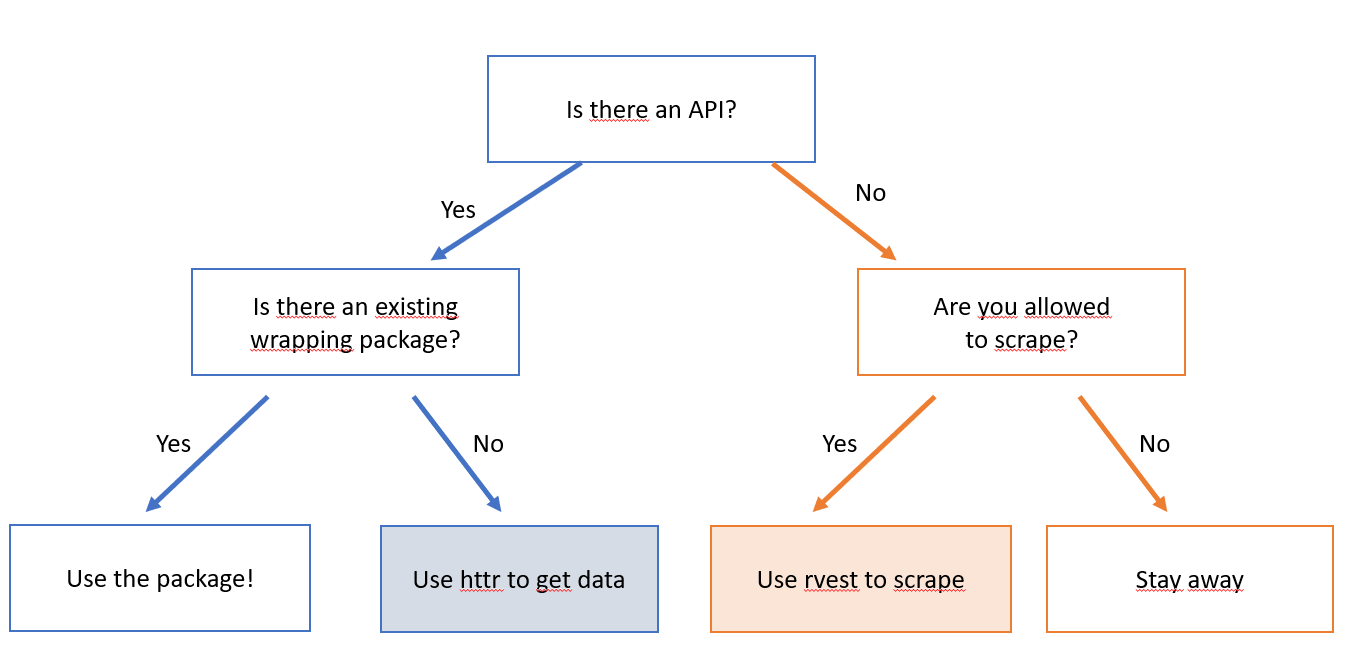 Is there an API?
Yes
No
Is there an existing
wrapping package?
Are you allowed
to scrape?
Yes
No
Yes
No
Use the package!
Use httr to get data
Use rvest to scrape
Stay away